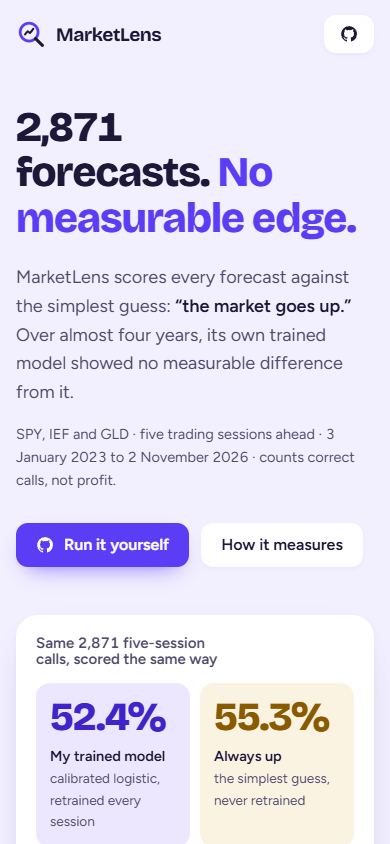 MarketLens
2,871
forecasts. No
measurable edge.
MarketLens scores every forecast against
the simplest guess: “the market goes up.”
Over almost four years, its own trained
model showed no measurable difference
from it.
SPY, IEF and GLD · five trading sessions ahead · 3
January 2023 to 2 November 2026 · counts correct
calls, not profit.
Run it yourself
How it measures
Same 2,871 five-session
calls, scored the same way
52.4%
My trained model
calibrated logistic,
retrained every
session
55.3%
Always up
the simplest guess,
never retrained